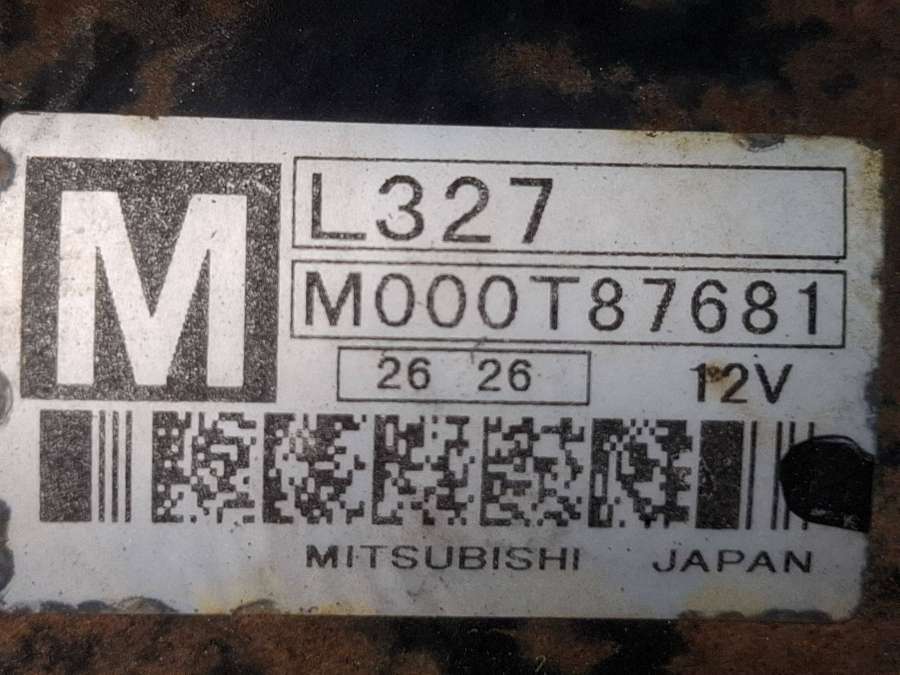 M
L327
M000T87681
26 26
12V
MITSUBISHI JAPAN